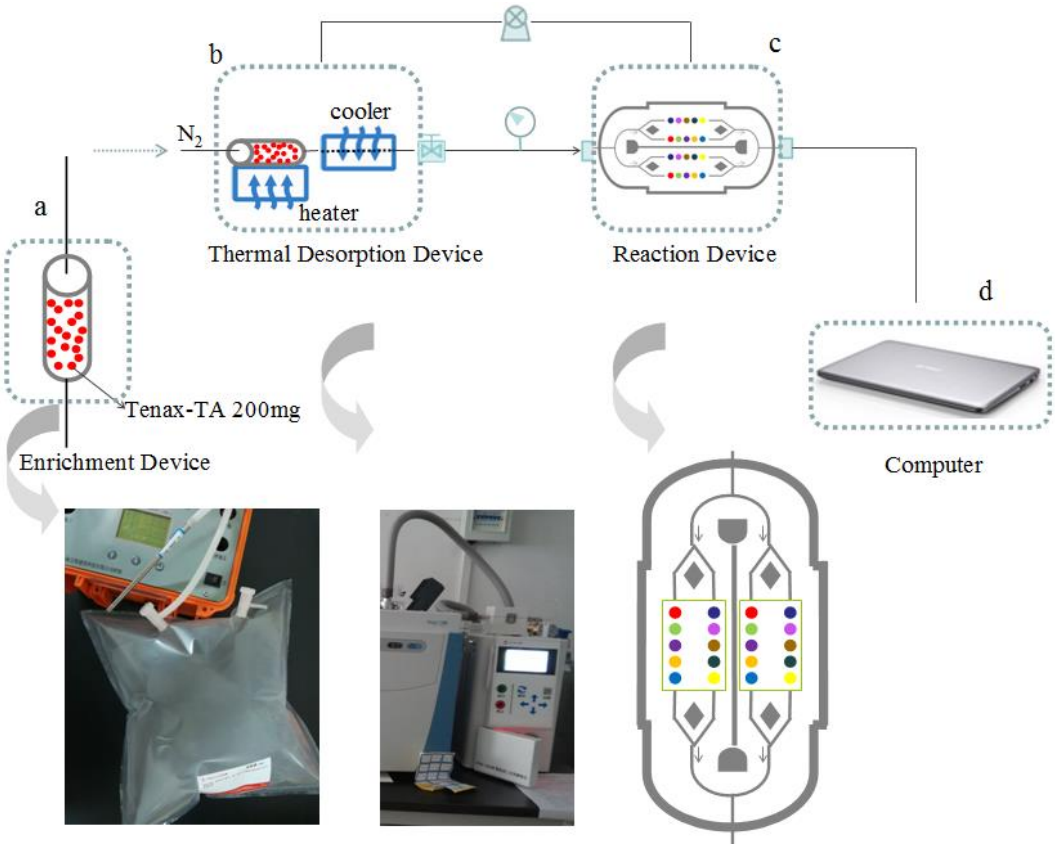 b
c
cooler
N₂
a
heater
Thermal Desorption Device
Reaction Device
d
Tenax-TA 200mg
Enrichment Device
Computer